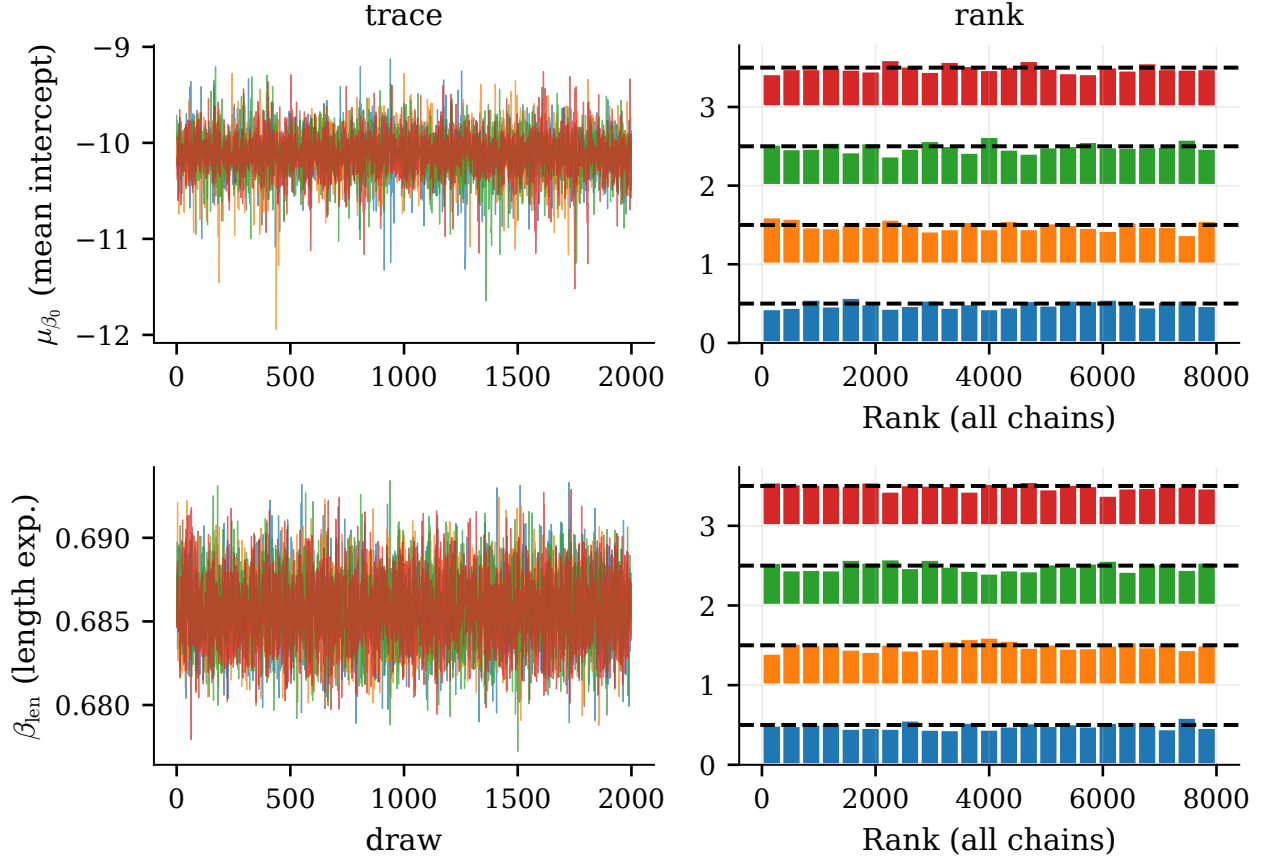 trace
rank
μβ₀ (mean intercept)
−9
−10
−11
−12
0 500 1000 1500 2000
3
2
1
0
0 2000 4000 6000 8000
Rank (all chains)
βlen (length exp.)
0.690
0.685
0.680
0 500 1000 1500 2000
draw
3
2
1
0
0 2000 4000 6000 8000
Rank (all chains)